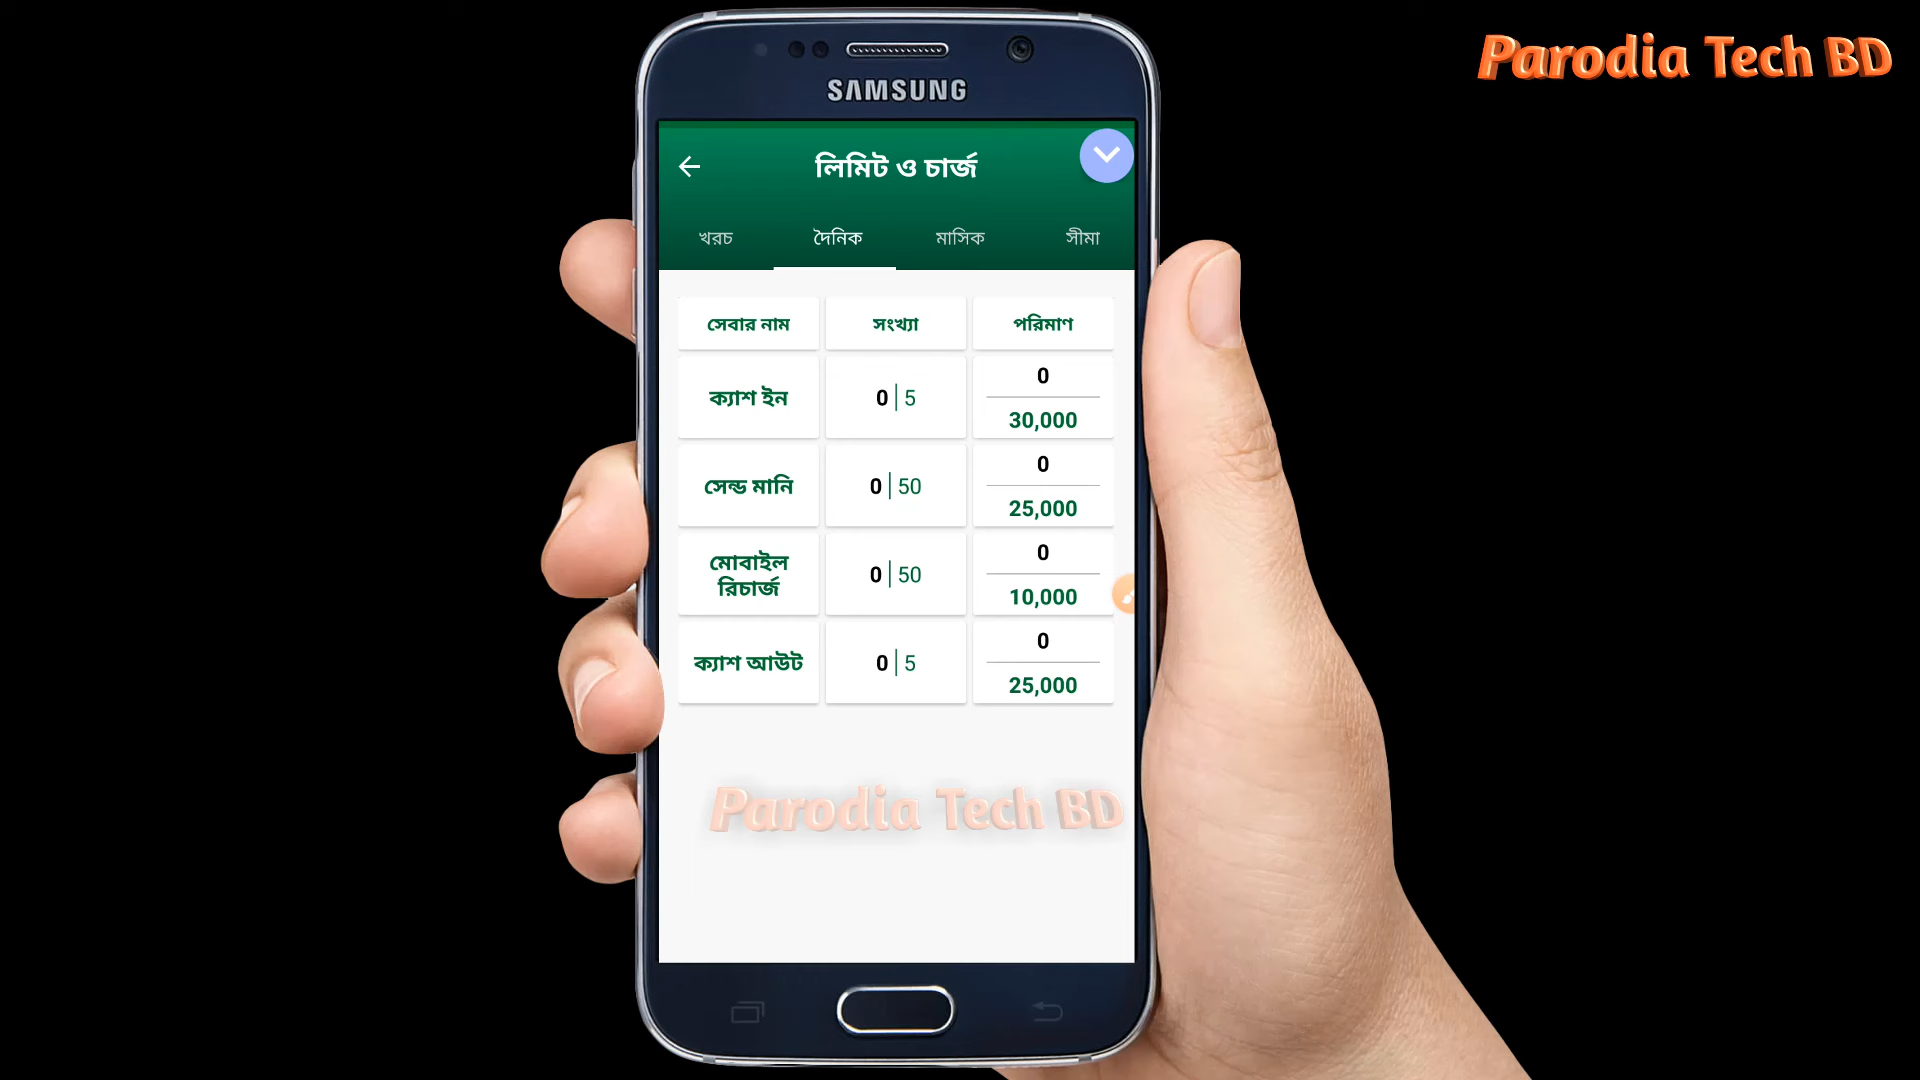 Parodia Tech BD
SAMSUNG
লিমিট ও চার্জ
খরচ দৈনিক মাসিক সীমা
সেবার নাম সংখ্যা পরিমাণ
ক্যাশ ইন 0 | 5 0
30,000
সেন্ড মানি 0 | 50 0
25,000
মোবাইল রিচার্জ 0 | 50 0
10,000
ক্যাশ আউট 0 | 5 0
25,000
Parodia Tech BD